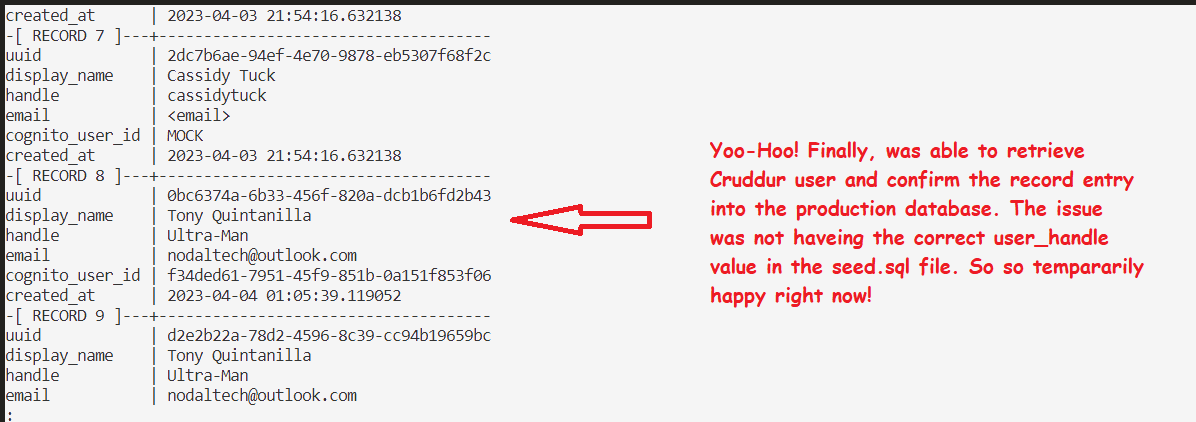 created_at | 2023-04-03 21:54:16.632138
-[ RECORD 7 ]---+-------------------------------------
uuid | 2dc7b6ae-94ef-4e70-9878-eb5307f68f2c
display_name | Cassidy Tuck
handle | cassidytuck
email | <email>
cognito_user_id | MOCK
created_at | 2023-04-03 21:54:16.632138
-[ RECORD 8 ]---+-------------------------------------
uuid | 0bc6374a-6b33-456f-820a-dcb1b6fd2b43
display_name | Tony Quintanilla
handle | Ultra-Man
email | nodaltech@outlook.com
cognito_user_id | f34ded61-7951-45f9-851b-0a151f853f06
created_at | 2023-04-04 01:05:39.119052
-[ RECORD 9 ]---+-------------------------------------
uuid | d2e2b22a-78d2-4596-8c39-cc94b19659bc
display_name | Tony Quintanilla
handle | Ultra-Man
email | nodaltech@outlook.com
:
Yoo-Hoo! Finally, was able to retrieve
Cruddur user and confirm the record entry
into the production database. The issue
was not haveing the correct user_handle
value in the seed.sql file. So so tempararily
happy right now!